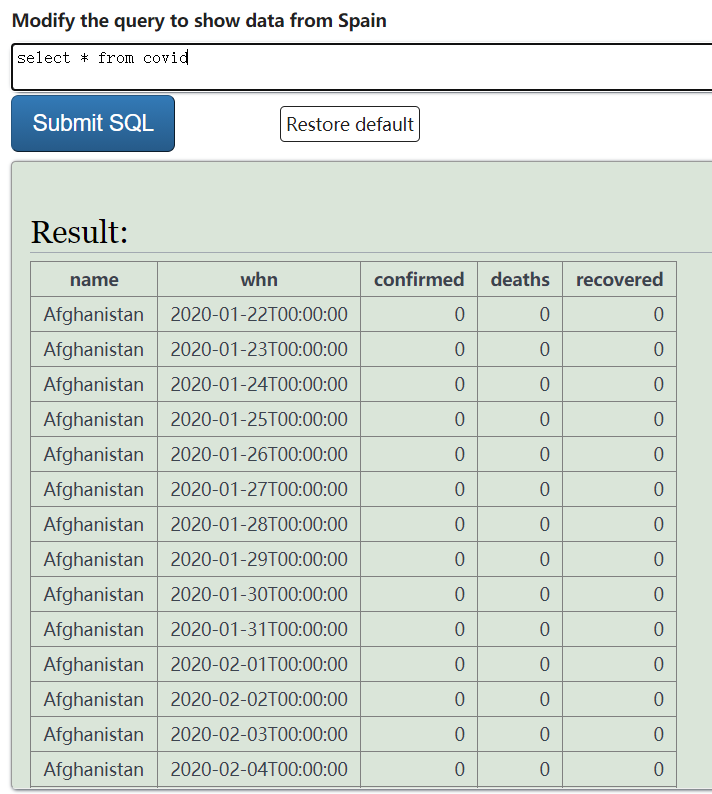 Modify the query to show data from Spain
select * from covid
Submit SQL Restore default
Result:
name whn confirmed deaths recovered
Afghanistan 2020-01-22T00:00:00 0 0 0
Afghanistan 2020-01-23T00:00:00 0 0 0
Afghanistan 2020-01-24T00:00:00 0 0 0
Afghanistan 2020-01-25T00:00:00 0 0 0
Afghanistan 2020-01-26T00:00:00 0 0 0
Afghanistan 2020-01-27T00:00:00 0 0 0
Afghanistan 2020-01-28T00:00:00 0 0 0
Afghanistan 2020-01-29T00:00:00 0 0 0
Afghanistan 2020-01-30T00:00:00 0 0 0
Afghanistan 2020-01-31T00:00:00 0 0 0
Afghanistan 2020-02-01T00:00:00 0 0 0
Afghanistan 2020-02-02T00:00:00 0 0 0
Afghanistan 2020-02-03T00:00:00 0 0 0
Afghanistan 2020-02-04T00:00:00 0 0 0